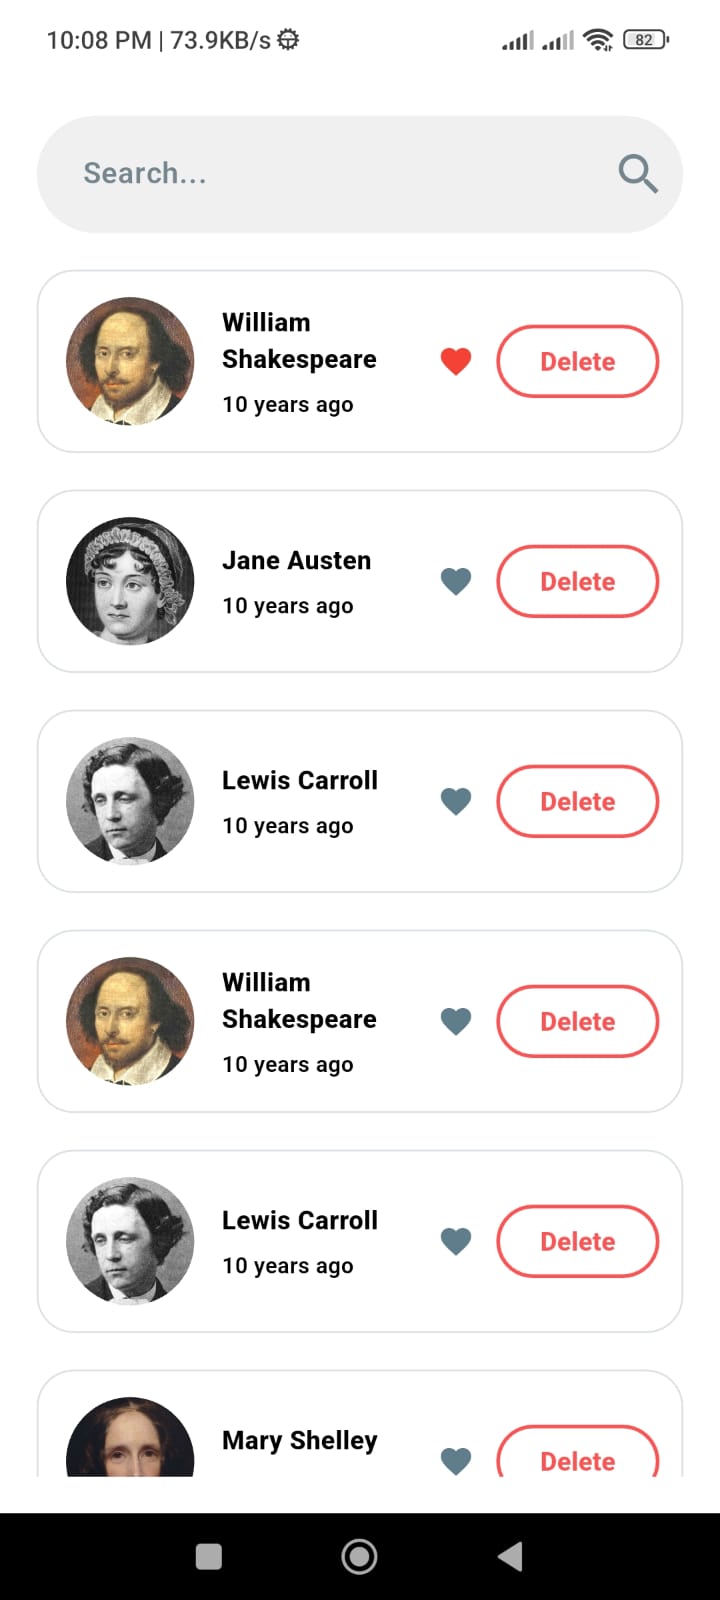 10:08 PM | 73.9KB/s
82
Search...
William
Shakespeare
10 years ago
Delete
Jane Austen
10 years ago
Delete
Lewis Carroll
10 years ago
Delete
William
Shakespeare
10 years ago
Delete
Lewis Carroll
10 years ago
Delete
Mary Shelley
Delete